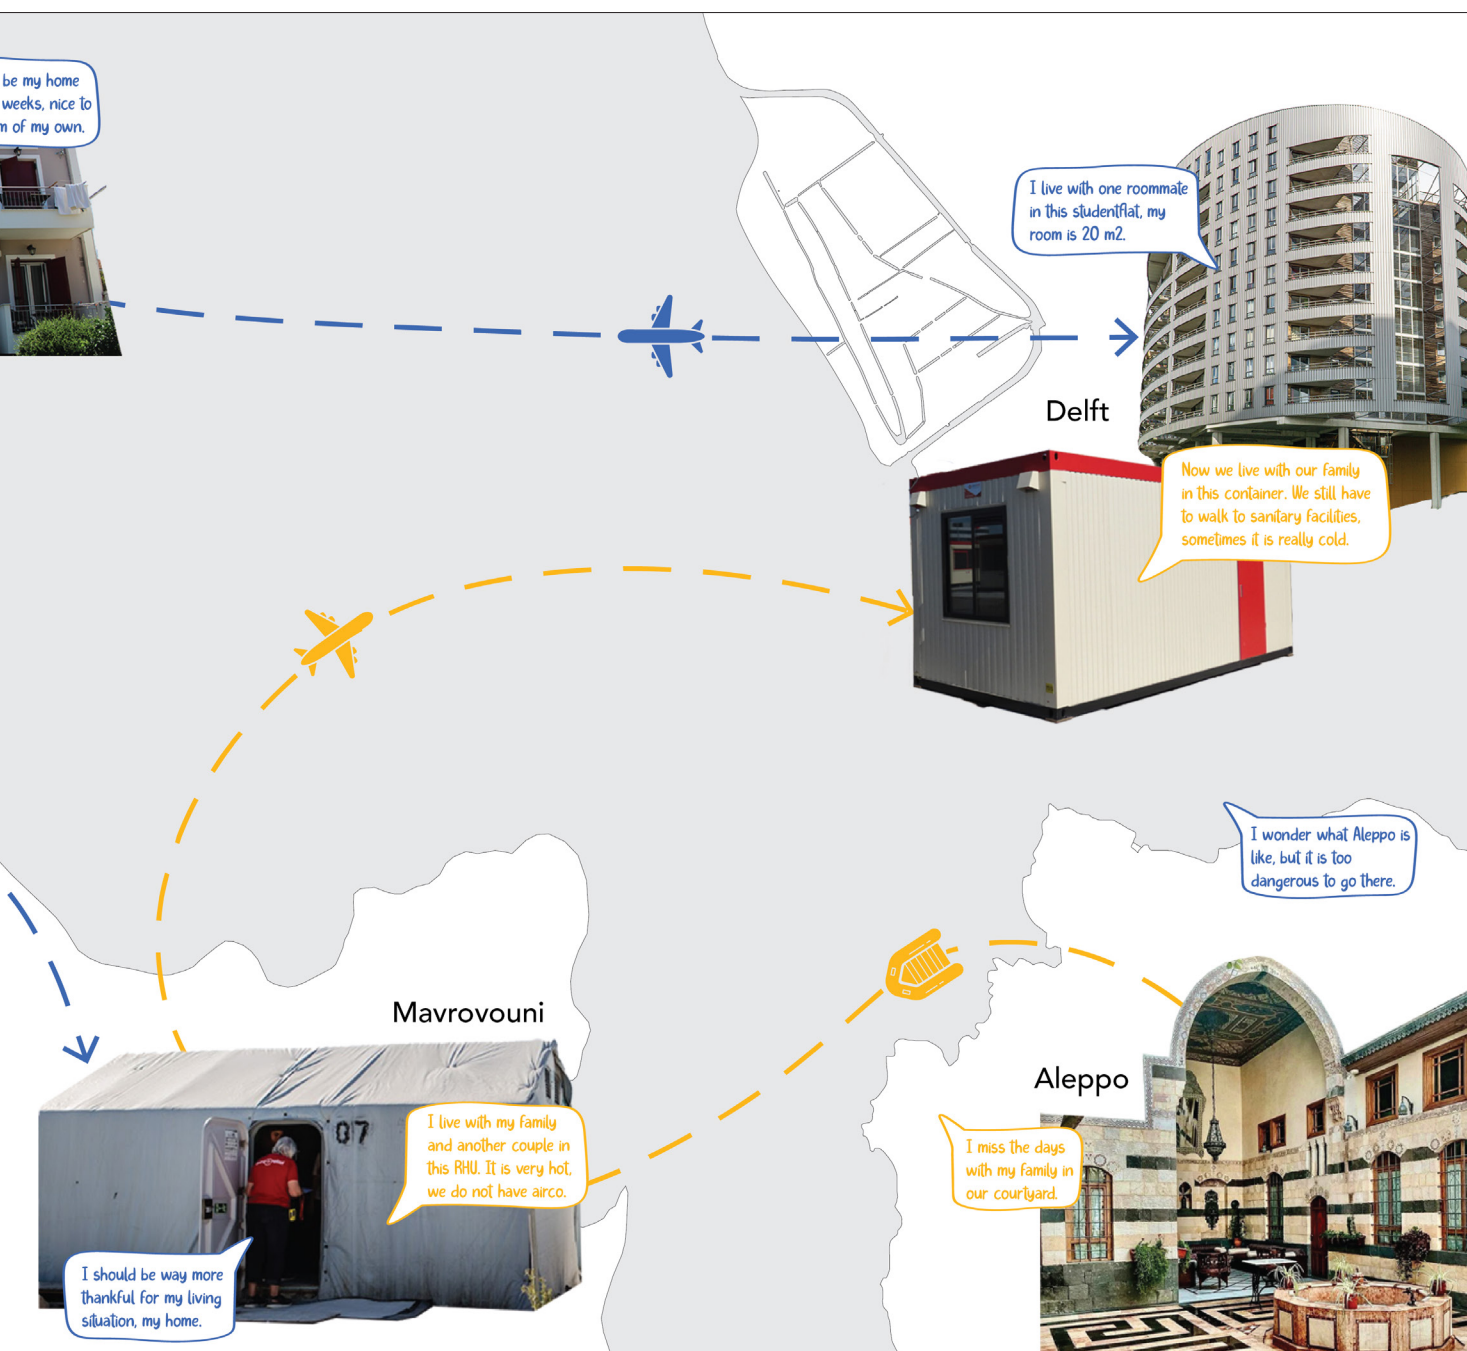 be my home
weeks, nice to
of my own.
I live with one roommate
in this studentflat, my
room is 20 m2.
Delft
Now we live with our family
in this container. We still have
to walk to sanitary facilities,
sometimes it is really cold.
I wonder what Aleppo is
like, but it is too
dangerous to go there.
Mavrovouni
Aleppo
I live with my family
and another couple in
this RHU. It is very hot,
we do not have airco.
07
I miss the days
with my family in
our courtyard.
I should be way more
thankful for my living
situation, my home.